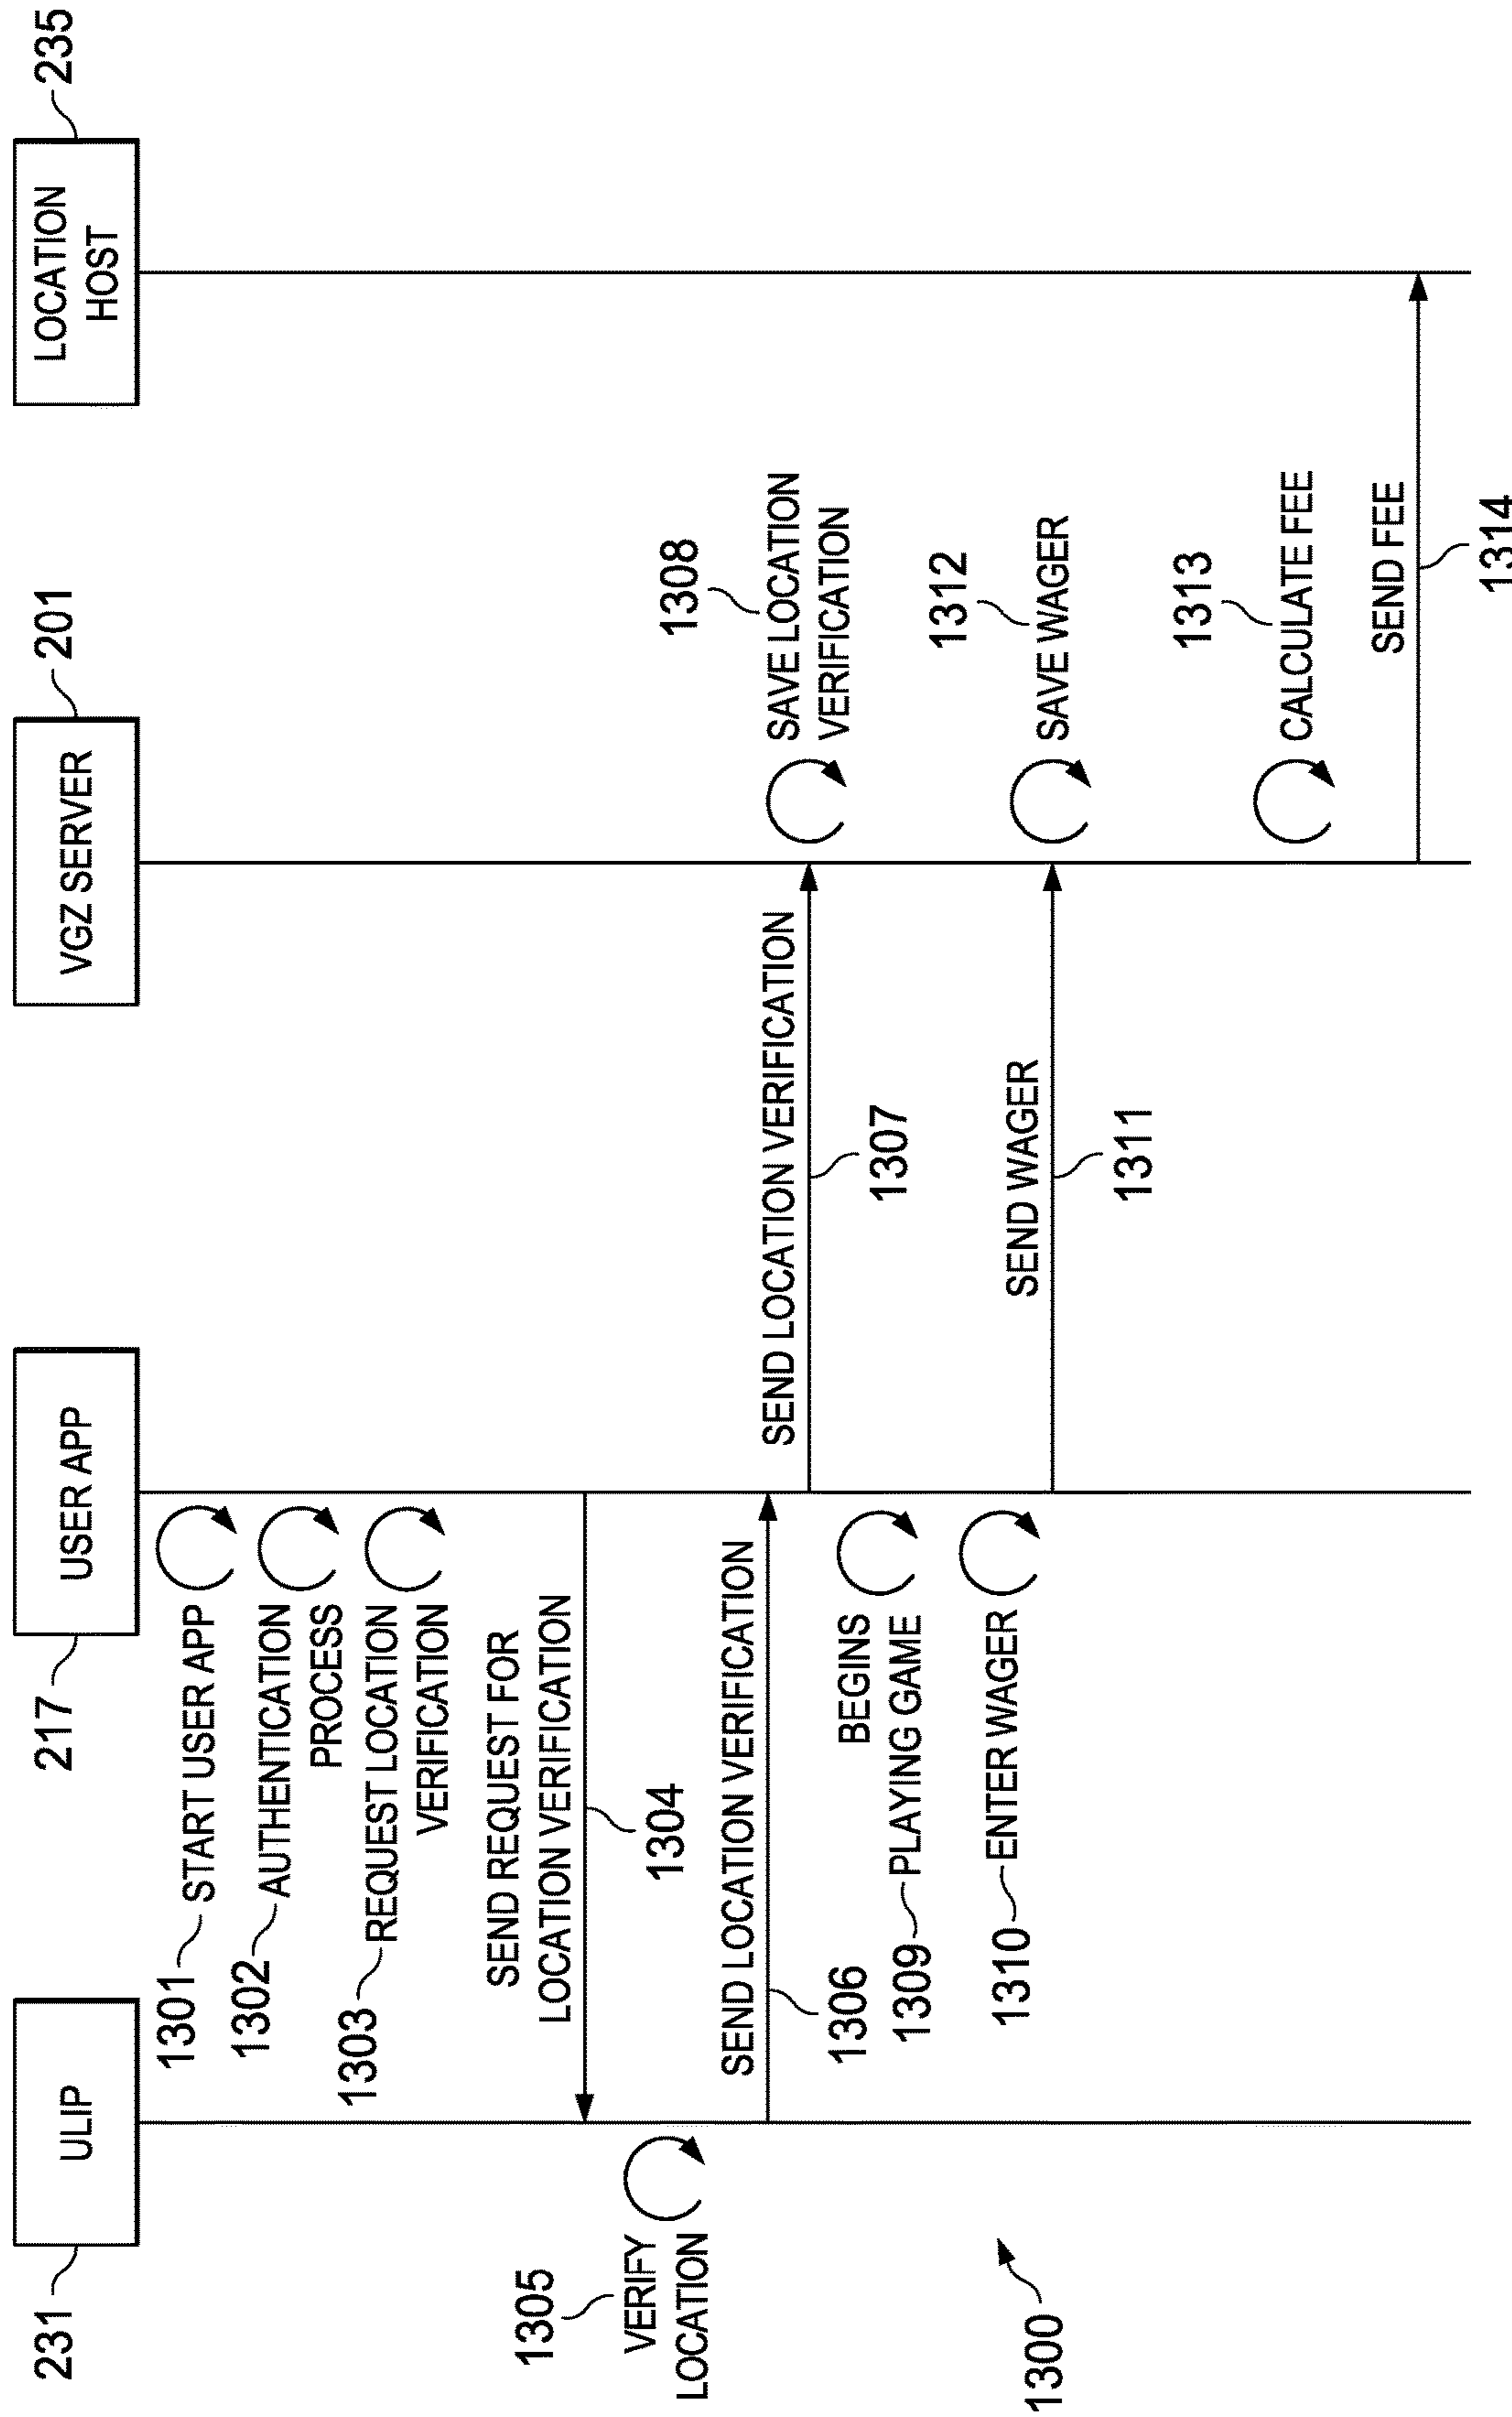 231
ULIP
217
USER APP
VGZ SERVER
201
LOCATION
HOST
235
1301
START USER APP
1302
AUTHENTICATION
PROCESS
1303
REQUEST LOCATION
VERIFICATION
SEND REQUEST FOR
LOCATION VERIFICATION
1304
1305
VERIFY
LOCATION
SEND LOCATION VERIFICATION
1306
SEND LOCATION VERIFICATION
1307
1308
SAVE LOCATION
VERIFICATION
BEGINS
PLAYING GAME
1309
1310
ENTER WAGER
SEND WAGER
1311
1312
SAVE WAGER
1313
CALCULATE FEE
SEND FEE
1314
1300